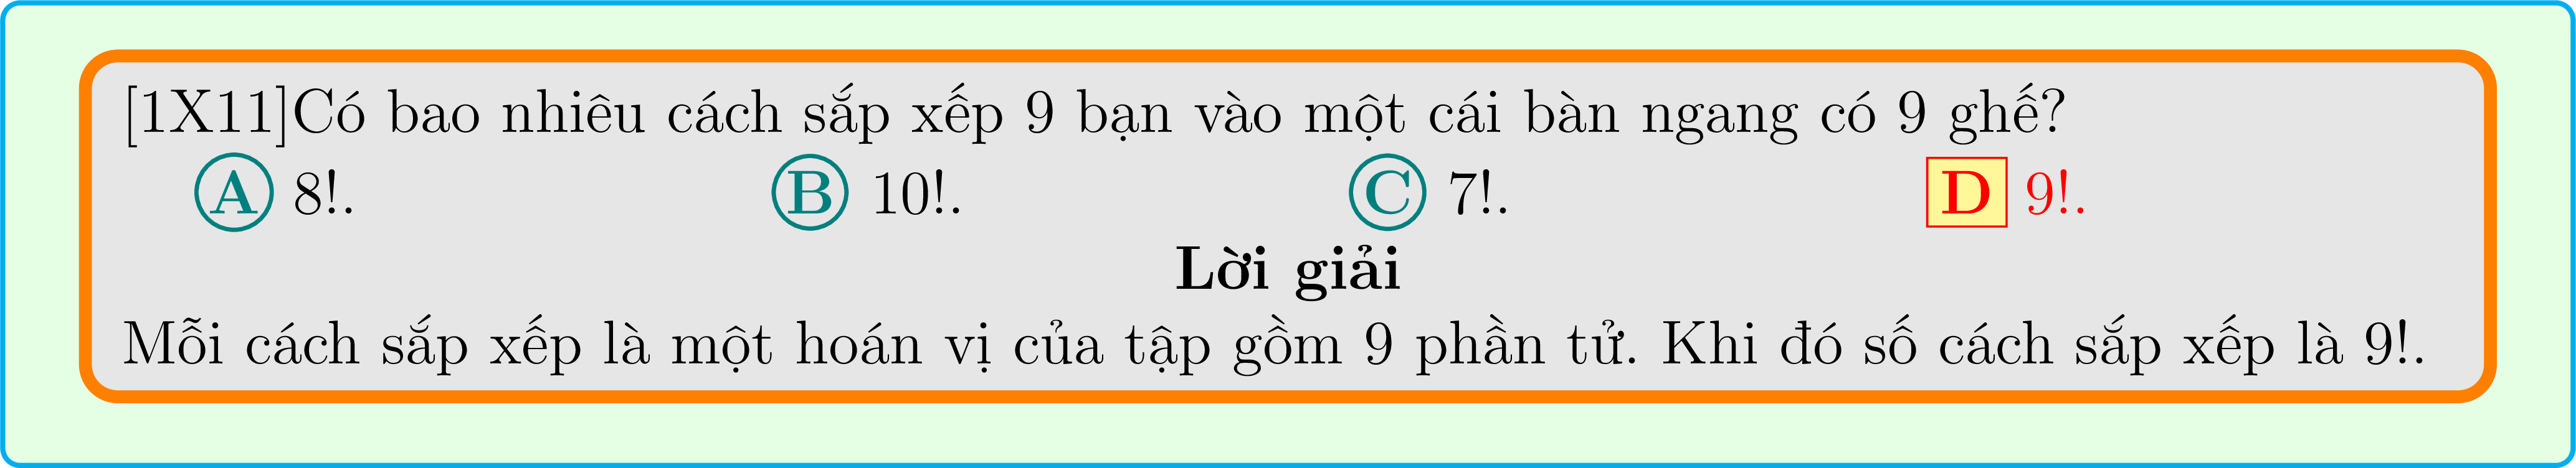 [1X11]Có bao nhiêu cách sắp xếp 9 bạn vào một cái bàn ngang có 9 ghế?
A 8!. B 10!. C 7!. D 9!.
Lời giải
Mỗi cách sắp xếp là một hoán vị của tập gồm 9 phần tử. Khi đó số cách sắp xếp là 9!.